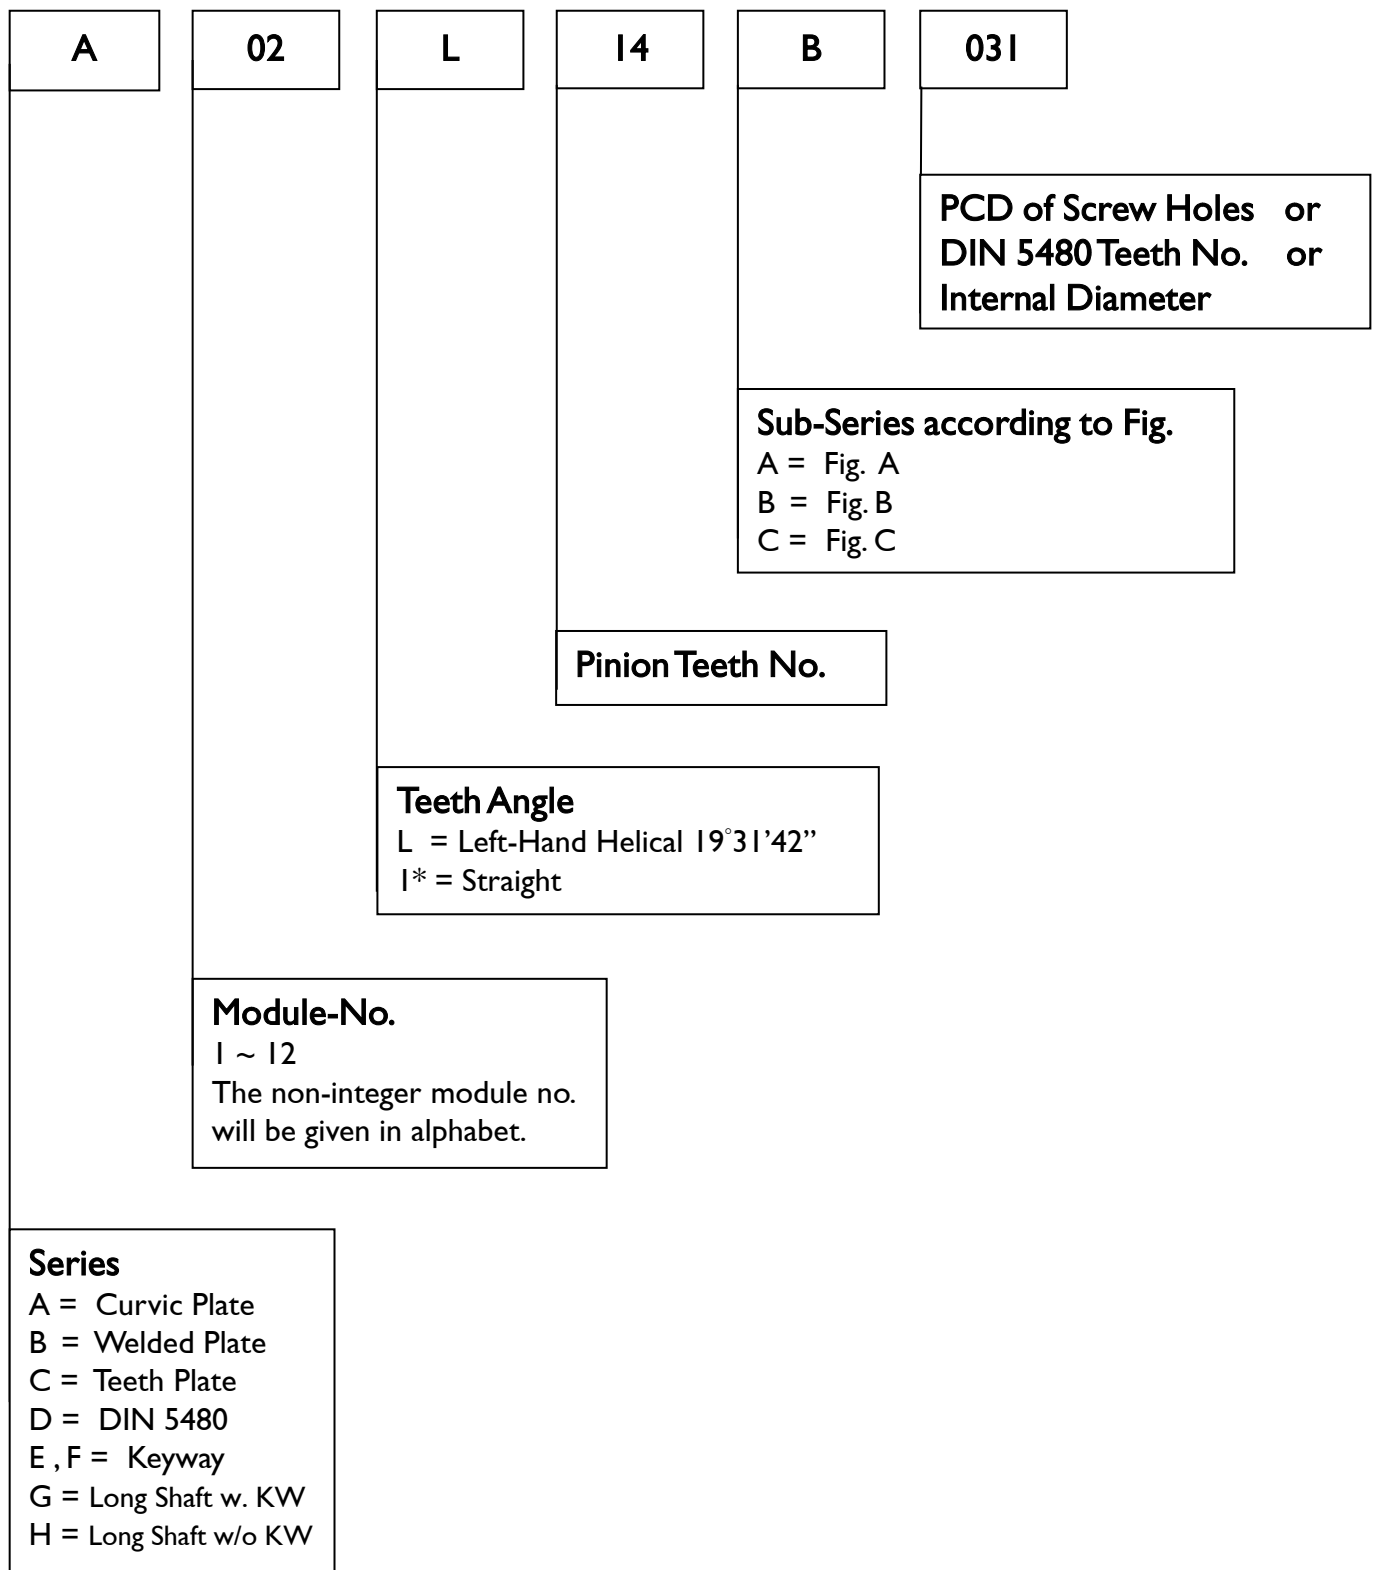 A 02 L 14 B 031
PCD of Screw Holes or
DIN 5480 Teeth No. or
Internal Diameter
Sub-Series according to Fig.
A = Fig. A
B = Fig. B
C = Fig. C
Pinion Teeth No.
Teeth Angle
L = Left-Hand Helical 19°31’42”
1* = Straight
Module-No.
1 ~ 12
The non-integer module no.
will be given in alphabet.
Series
A = Curvic Plate
B = Welded Plate
C = Teeth Plate
D = DIN 5480
E , F = Keyway
G = Long Shaft w. KW
H = Long Shaft w/o KW